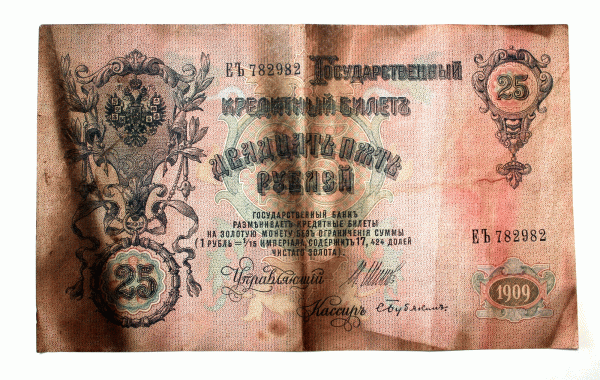 ЕЪ 782982 Государственный 25
Кредитный Билетъ
Двадцать пять
рублей
Государственный Банкъ
размѣниваетъ кредитные билеты
на золотую монету безъ ограниченія суммы
(1 рубль = 1/15 имперіала, содержитъ 17, 424 долей
чистаго золота).
ЕЪ 782982
25
Управляющій
Кассиръ
1909